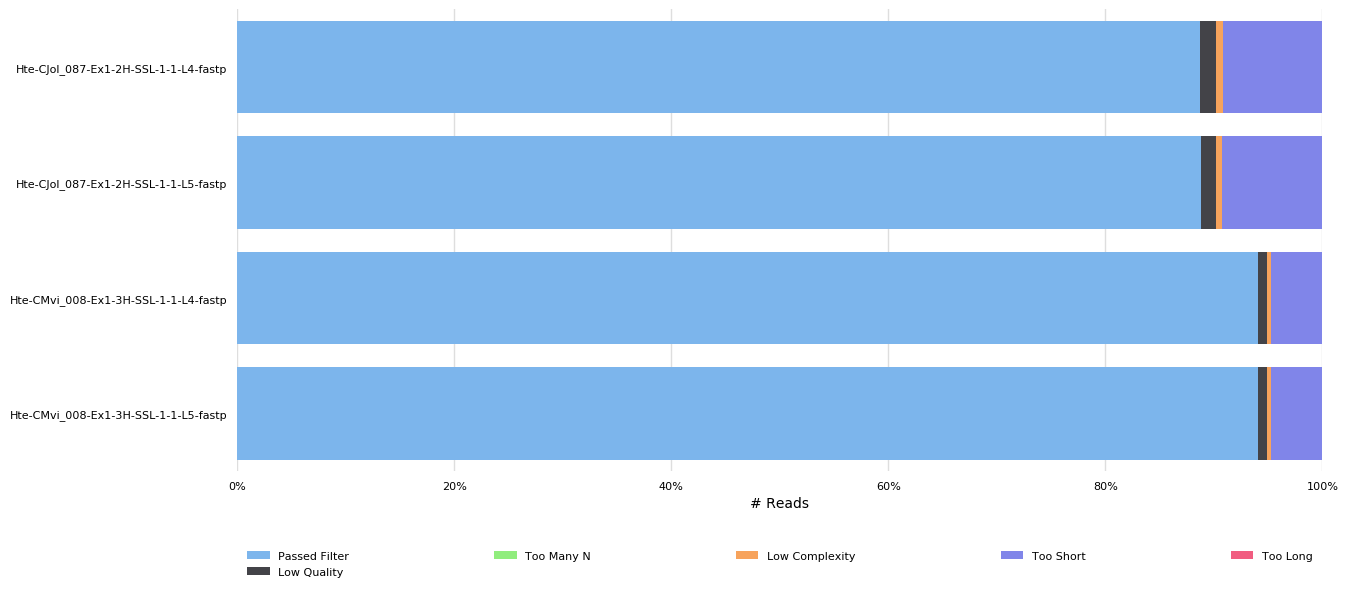 Hte-CJol_087-Ex1-2H-SSL-1-1-L4-fastp
Hte-CJol_087-Ex1-2H-SSL-1-1-L5-fastp
Hte-CMvi_008-Ex1-3H-SSL-1-1-L4-fastp
Hte-CMvi_008-Ex1-3H-SSL-1-1-L5-fastp
0% 20% 40% 60% 80% 100%
# Reads
Passed Filter Too Many N Low Complexity Too Short Too Long
Low Quality